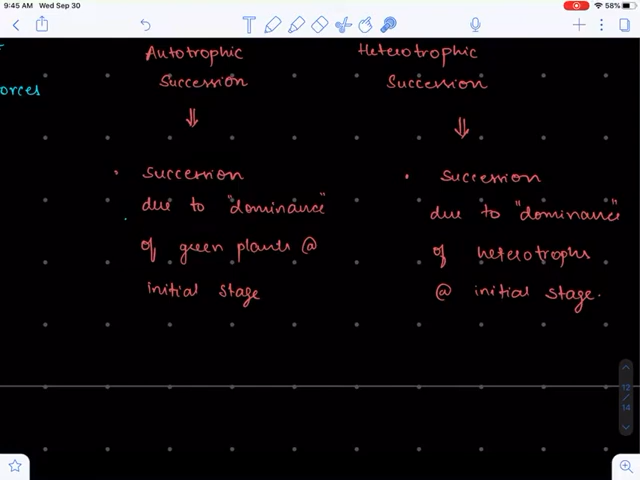 9:45 AM Wed Sep 30
58%
orces
Autotrophic
Succession
⇓
• Succession
due to "dominance"
of green plants @
initial stage
Heterotrophic
Succession
⇓
• Succession
due to "dominance"
of heterotrophs
@ initial stage.
12
/
14